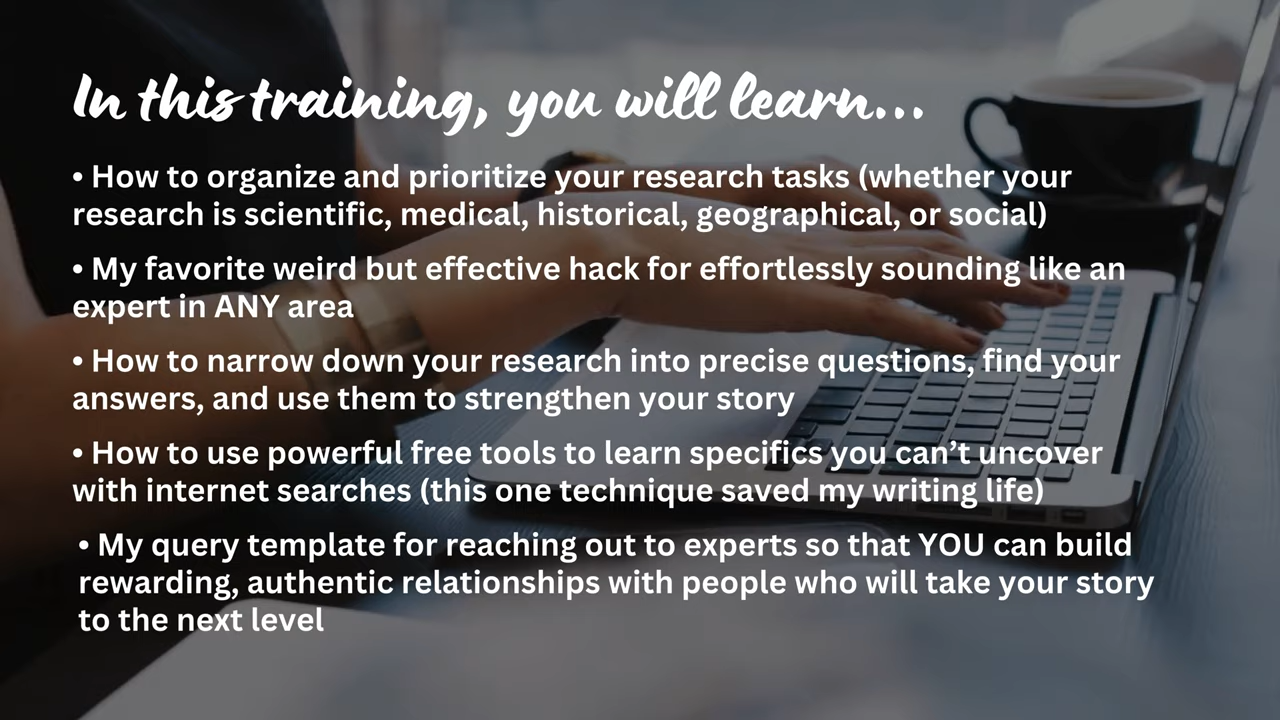 In this training, you will learn...
• How to organize and prioritize your research tasks (whether your
research is scientific, medical, historical, geographical, or social)
• My favorite weird but effective hack for effortlessly sounding like an
expert in ANY area
• How to narrow down your research into precise questions, find your
answers, and use them to strengthen your story
• How to use powerful free tools to learn specifics you can’t uncover
with internet searches (this one technique saved my writing life)
• My query template for reaching out to experts so that YOU can build
rewarding, authentic relationships with people who will take your story
to the next level